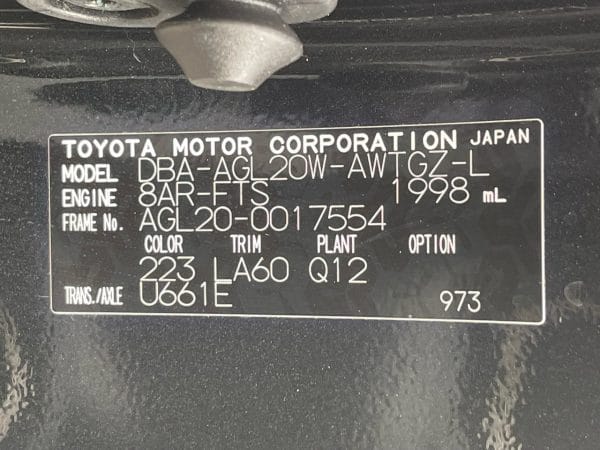 TOYOTA MOTOR CORPORATION JAPAN
MODEL DBA-AGL20W-AWTGZ-L
ENGINE 8AR-FTS 1998 mL
FRAME No. AGL20-0017554
COLOR TRIM PLANT OPTION
223 LA60 Q12
TRANS./AXLE U661E 973